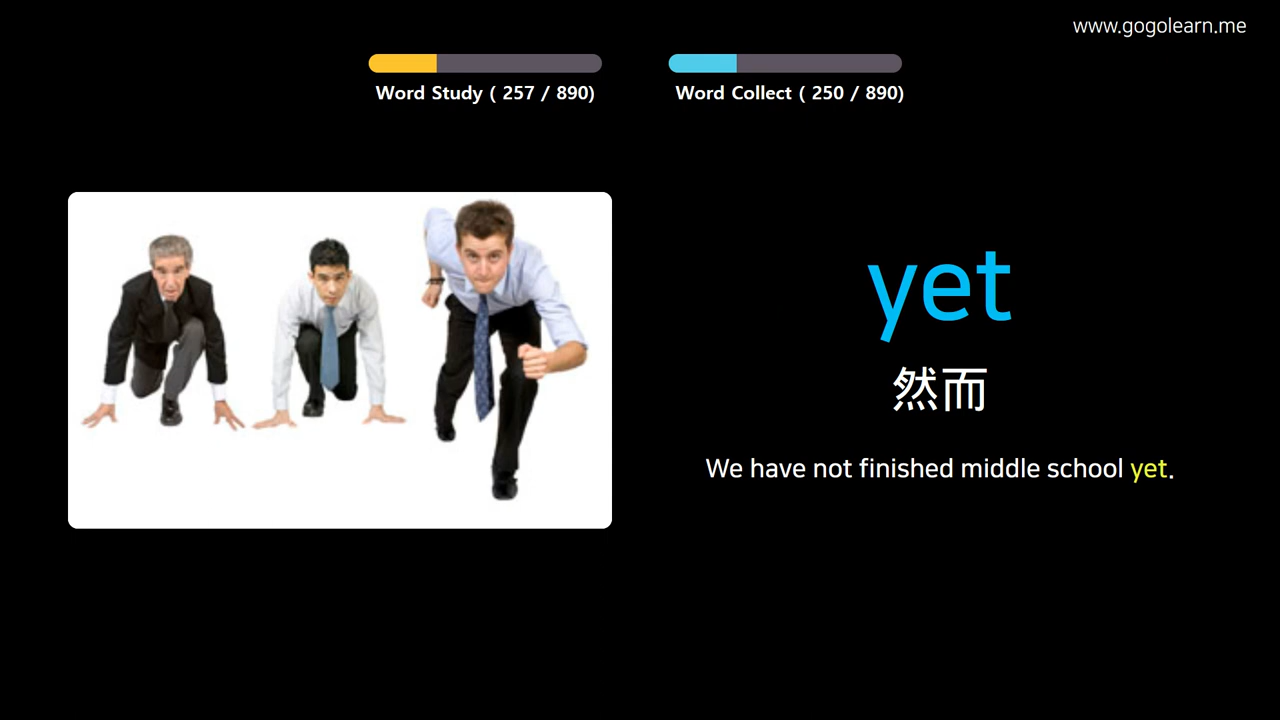 www.gogolearn.me
Word Study ( 257 / 890)
Word Collect ( 250 / 890)
yet
然而
We have not finished middle school yet.